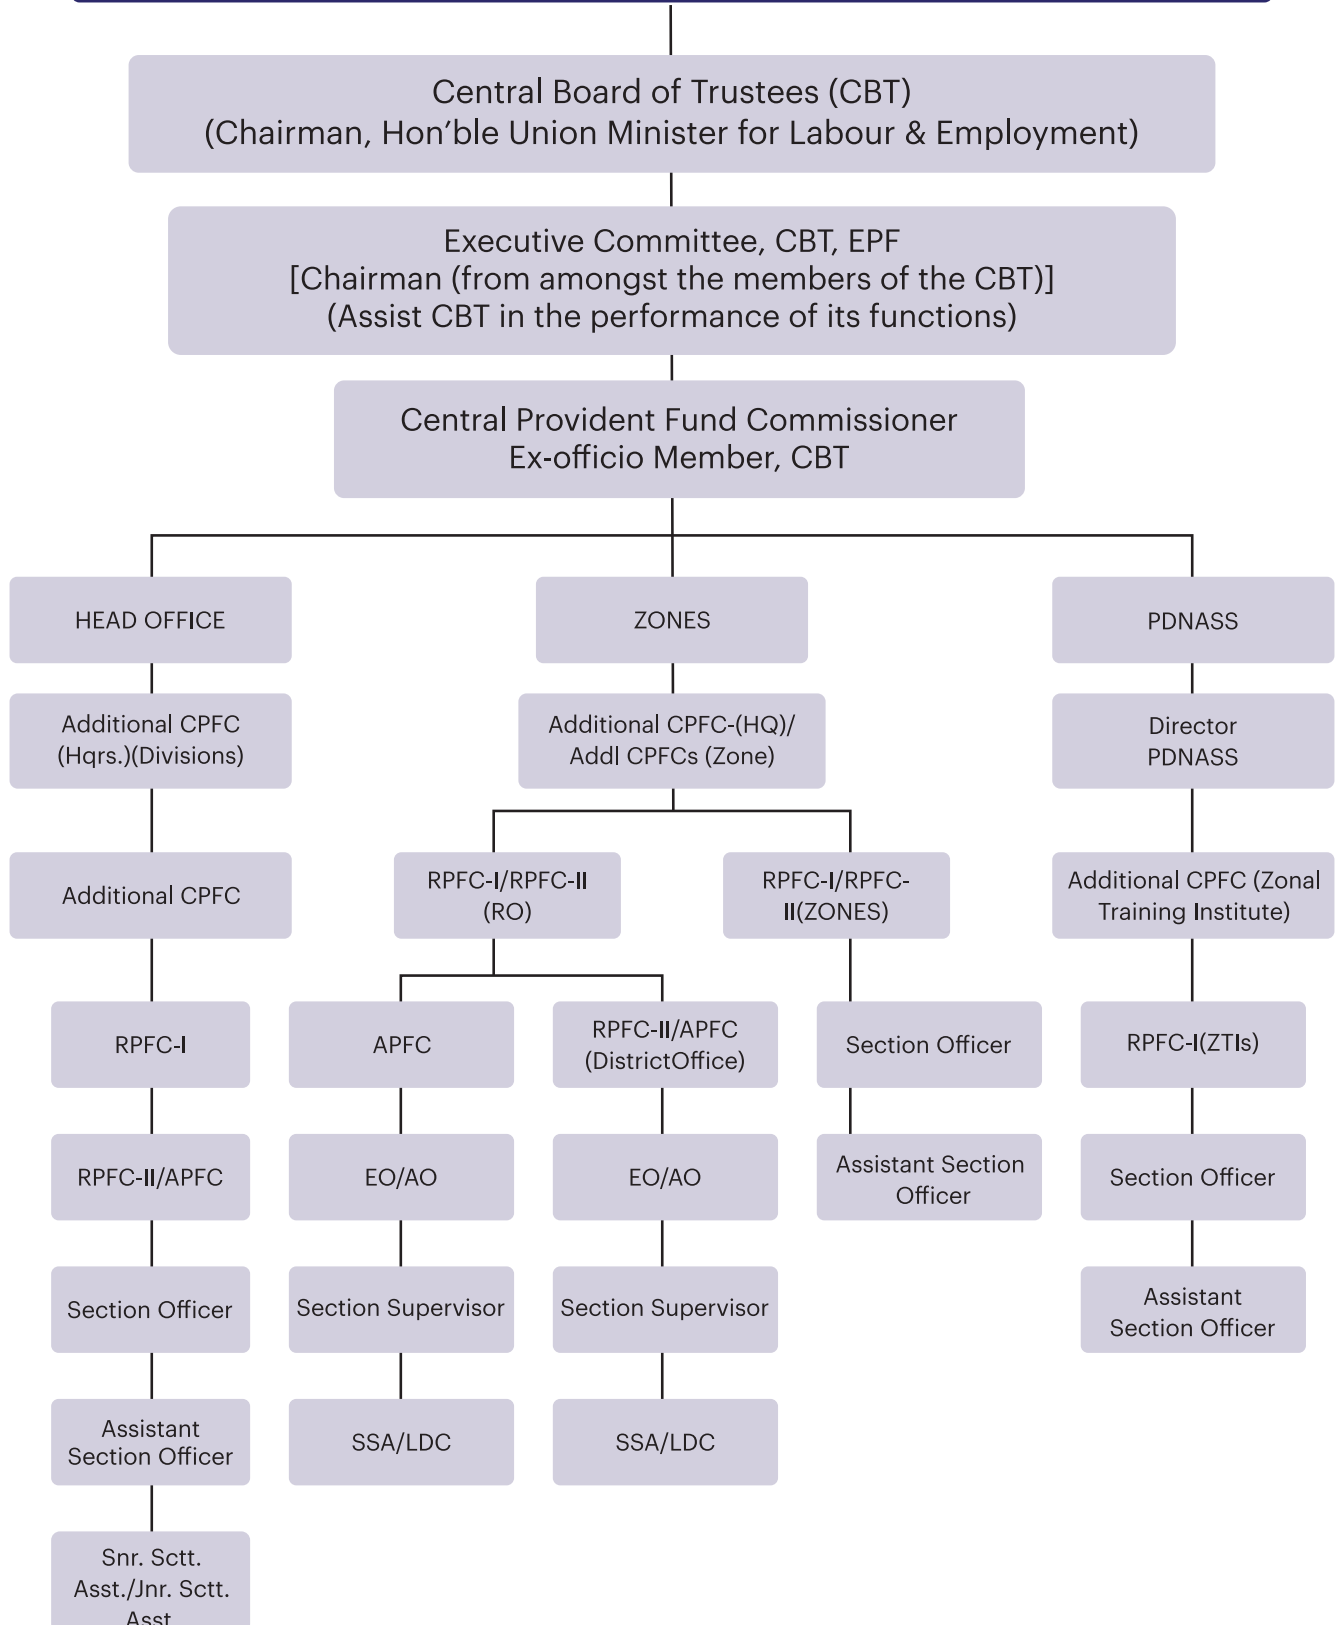 Central Board of Trustees (CBT)
(Chairman, Hon'ble Union Minister for Labour & Employment)
Executive Committee, CBT, EPF
[Chairman (from amongst the members of the CBT)]
(Assist CBT in the performance of its functions)
Central Provident Fund Commissioner
Ex-officio Member, CBT
HEAD OFFICE
ZONES
PDNASS
Additional CPFC
(Hqrs.)(Divisions)
Additional CPFC-(HQ)/
Addl CPFCs (Zone)
Director
PDNASS
Additional CPFC
RPFC-I/RPFC-II
(RO)
RPFC-I/RPFC-
II(ZONES)
Additional CPFC (Zonal
Training Institute)
RPFC-I
APFC
RPFC-II/APFC
(DistrictOffice)
Section Officer
RPFC-I(ZTIs)
RPFC-II/APFC
EO/AO
EO/AO
Assistant Section
Officer
Section Officer
Section Officer
Section Supervisor
Section Supervisor
Assistant
Section Officer
Assistant
Section Officer
SSA/LDC
SSA/LDC
Snr. Sctt.
Asst./Jnr. Sctt.
Asst